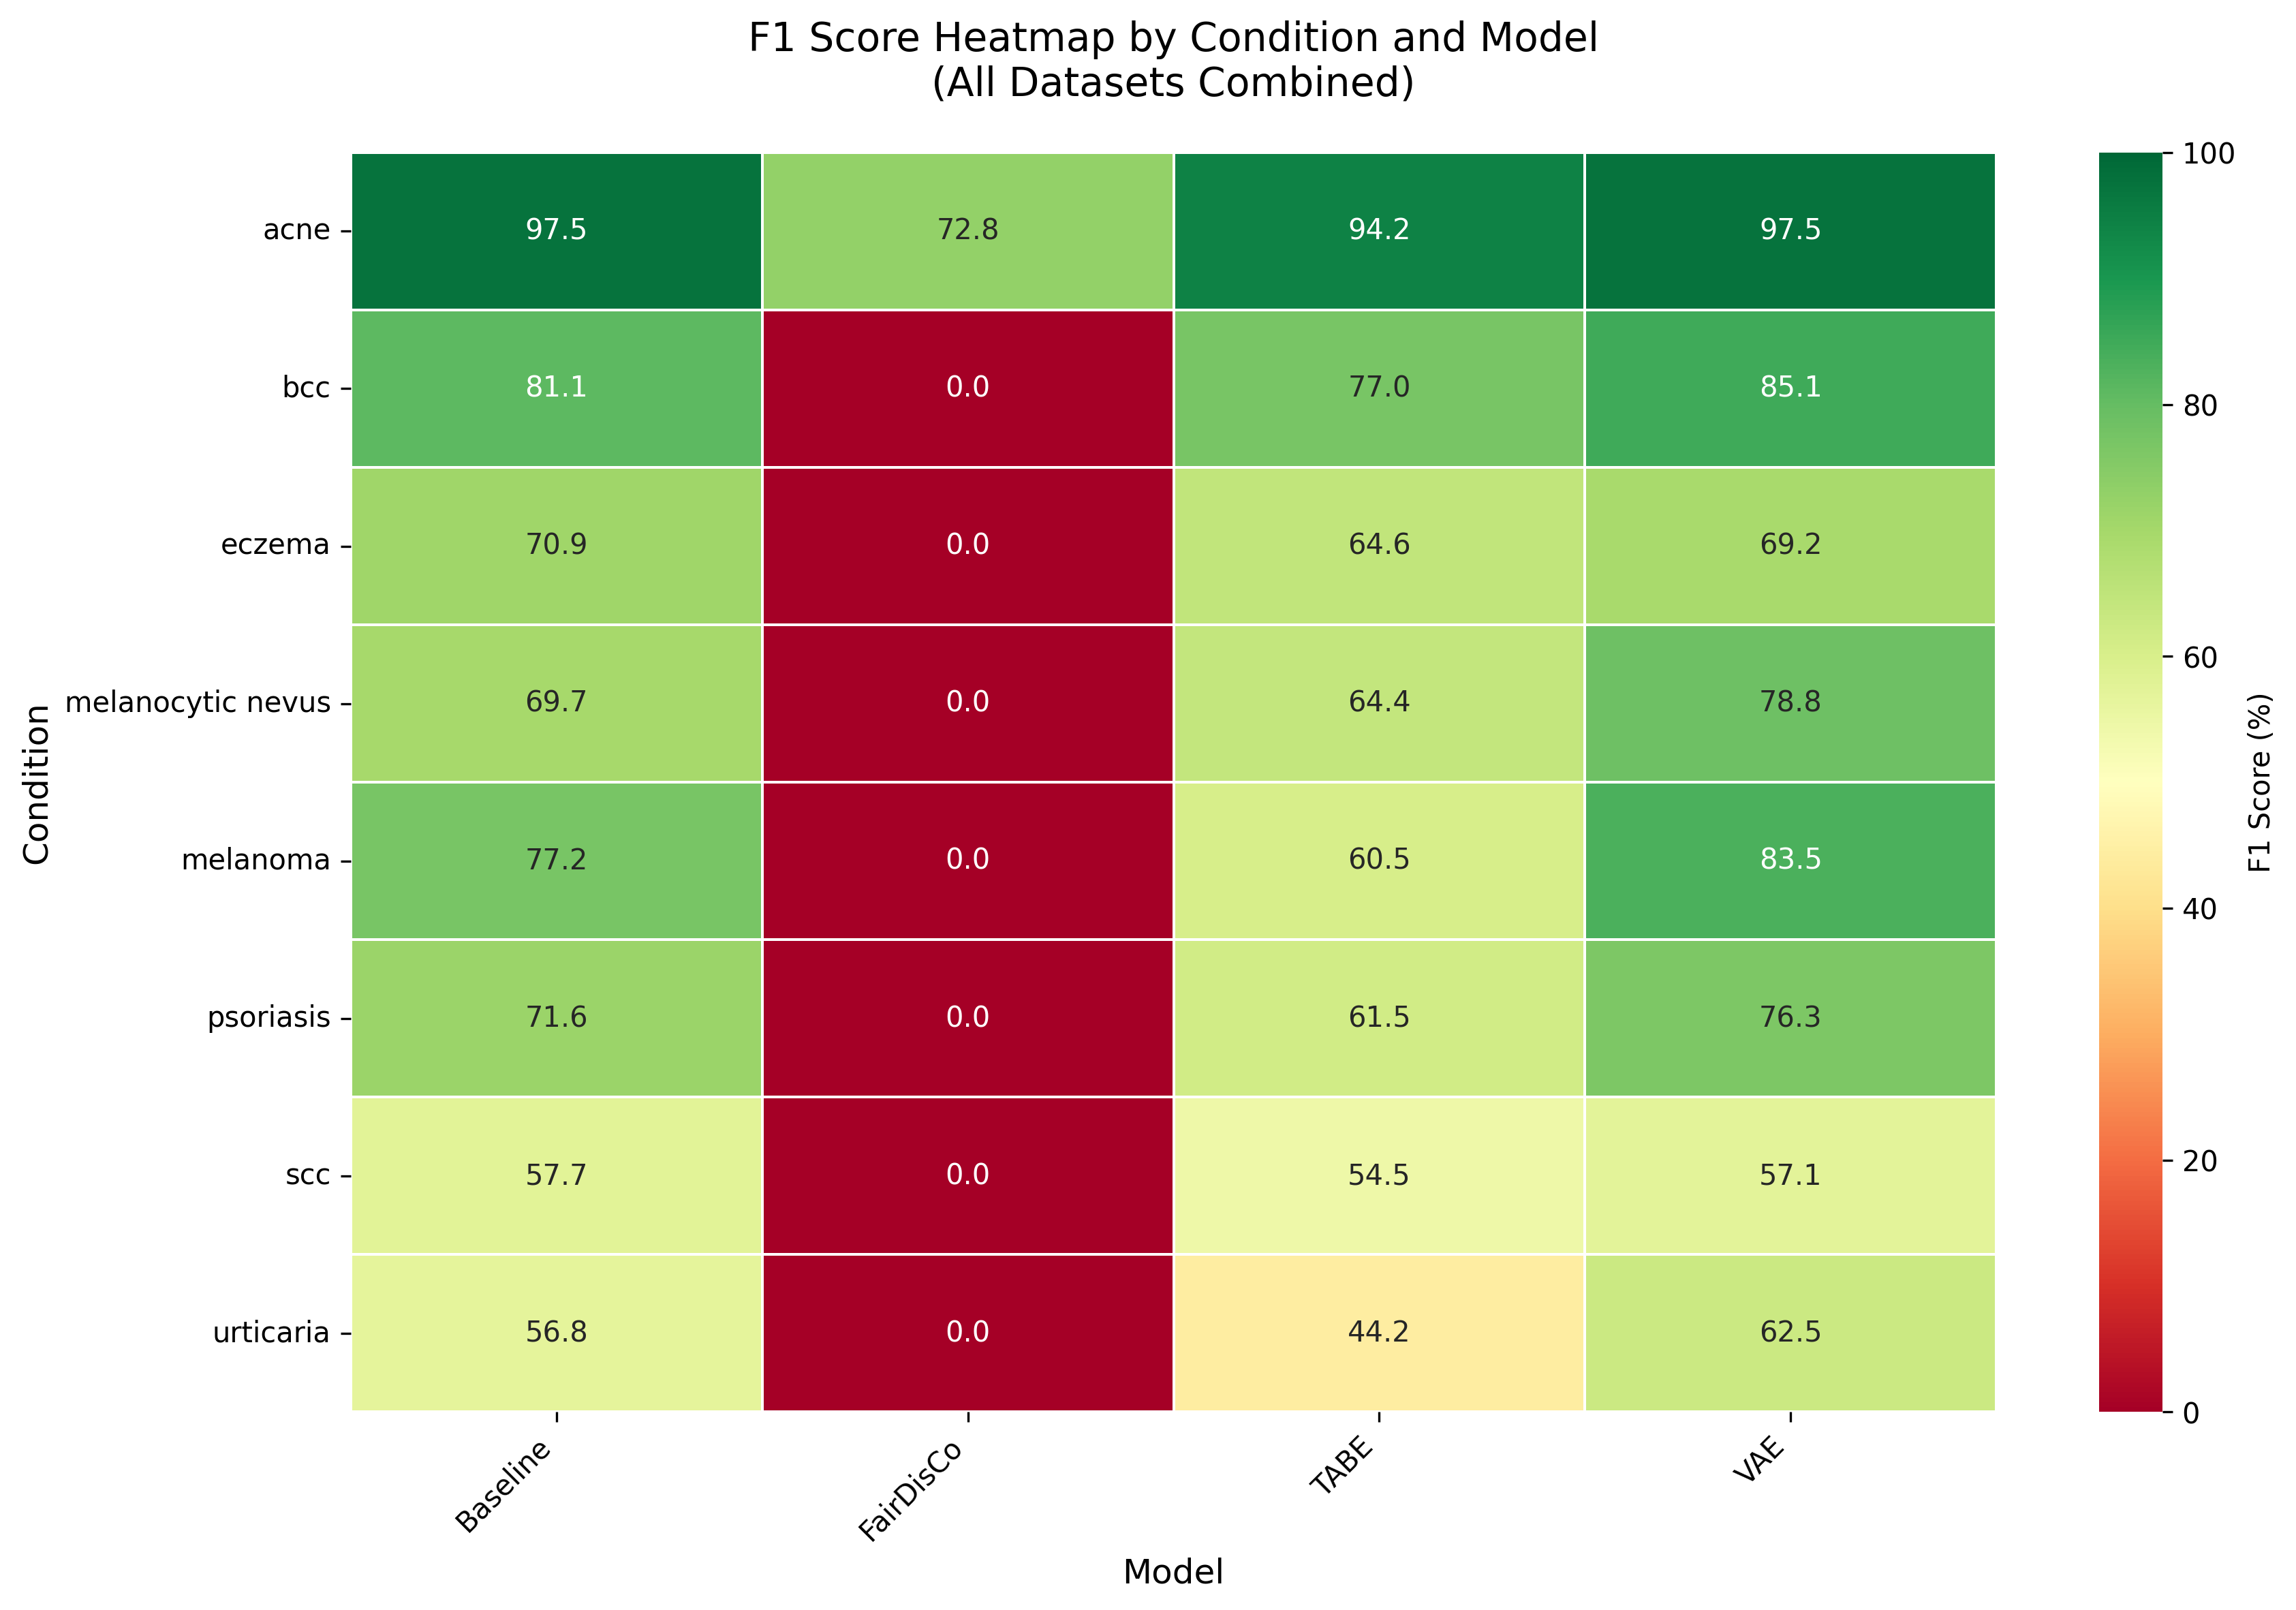 F1 Score Heatmap by Condition and Model
(All Datasets Combined)
Condition
acne 97.5 72.8 94.2 97.5
bcc 81.1 0.0 77.0 85.1
eczema 70.9 0.0 64.6 69.2
melanocytic nevus 69.7 0.0 64.4 78.8
melanoma 77.2 0.0 60.5 83.5
psoriasis 71.6 0.0 61.5 76.3
scc 57.7 0.0 54.5 57.1
urticaria 56.8 0.0 44.2 62.5
Baseline FairDisCo TABE VAE
Model
100
80
60
40
20
0
F1 Score (%)